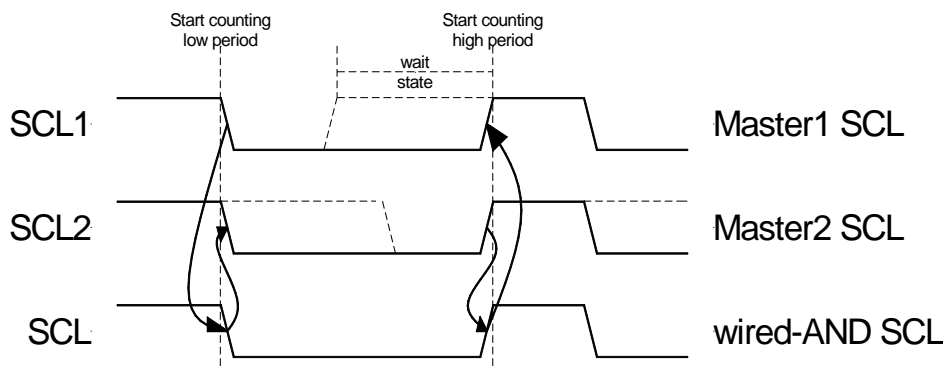 Start counting
low period
Start counting
high period
wait
state
SCL1
Master1 SCL
SCL2
Master2 SCL
SCL
wired-AND SCL